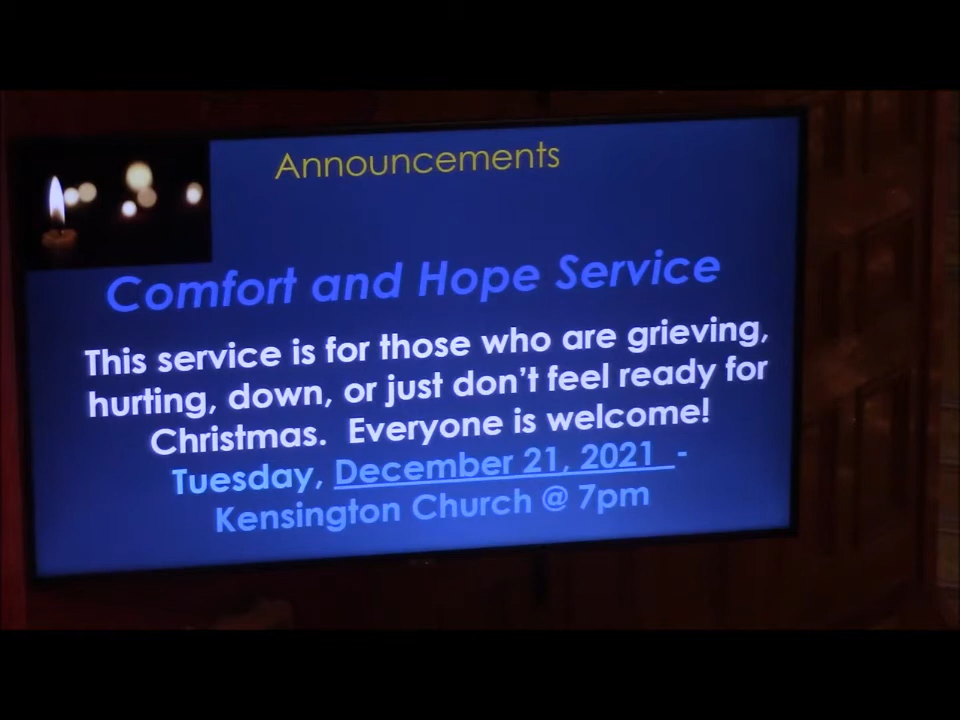 Announcements
Comfort and Hope Service
This service is for those who are grieving,
hurting, down, or just don't feel ready for
Christmas.  Everyone is welcome!
Tuesday, December 21, 2021 -
Kensington Church @ 7pm